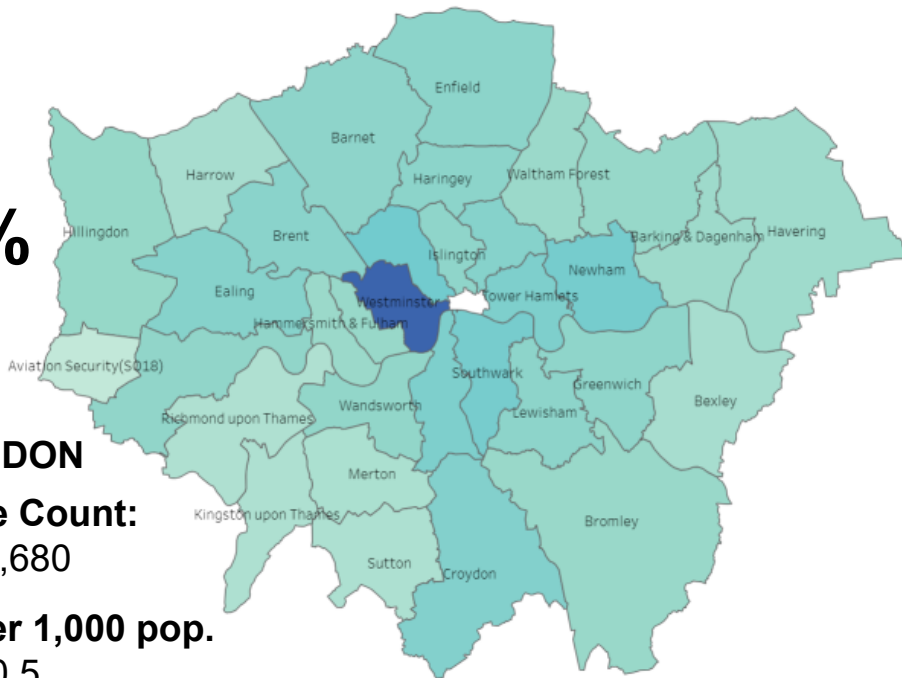 Enfield
Barnet
Harrow
Haringey
Waltham Forest
%
Hillingdon
Brent
Islington
Barking & Dagenham
Havering
Newham
Ealing
Tower Hamlets
Westminster
Hammersmith & Fulham
Aviation Security(SO18)
Southwark
Greenwich
Richmond upon Thames
Wandsworth
Lewisham
Bexley
DON
Merton
e Count:
Kingston upon Thames
Bromley
,680
Sutton
Croydon
er 1,000 pop.
0.5